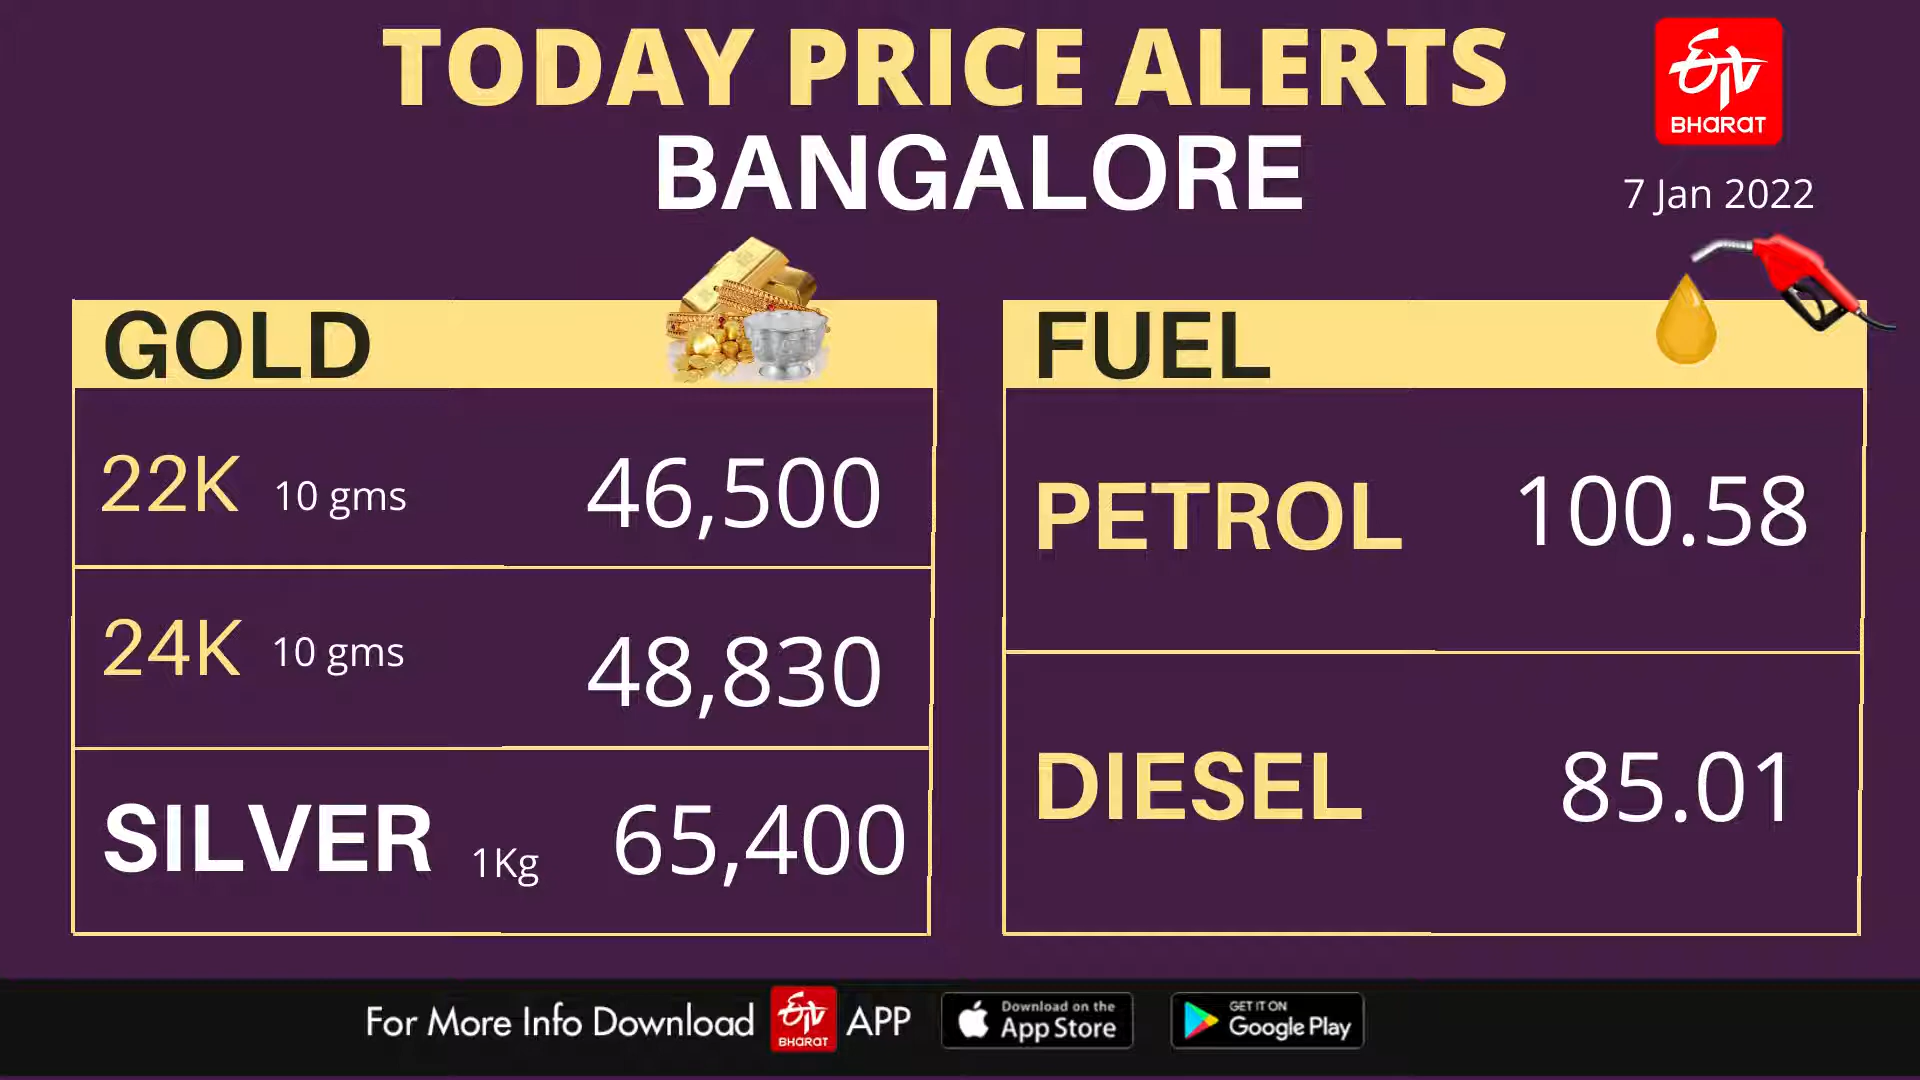 TODAY PRICE ALERTS
BANGALORE
ETV
BHARAT
7 Jan 2022
GOLD
22K 10 gms 46,500
24K 10 gms 48,830
SILVER 1Kg 65,400
FUEL
PETROL 100.58
DIESEL 85.01
For More Info Download ETV BHARAT APP
Download on the
App Store
GET IT ON
Google Play